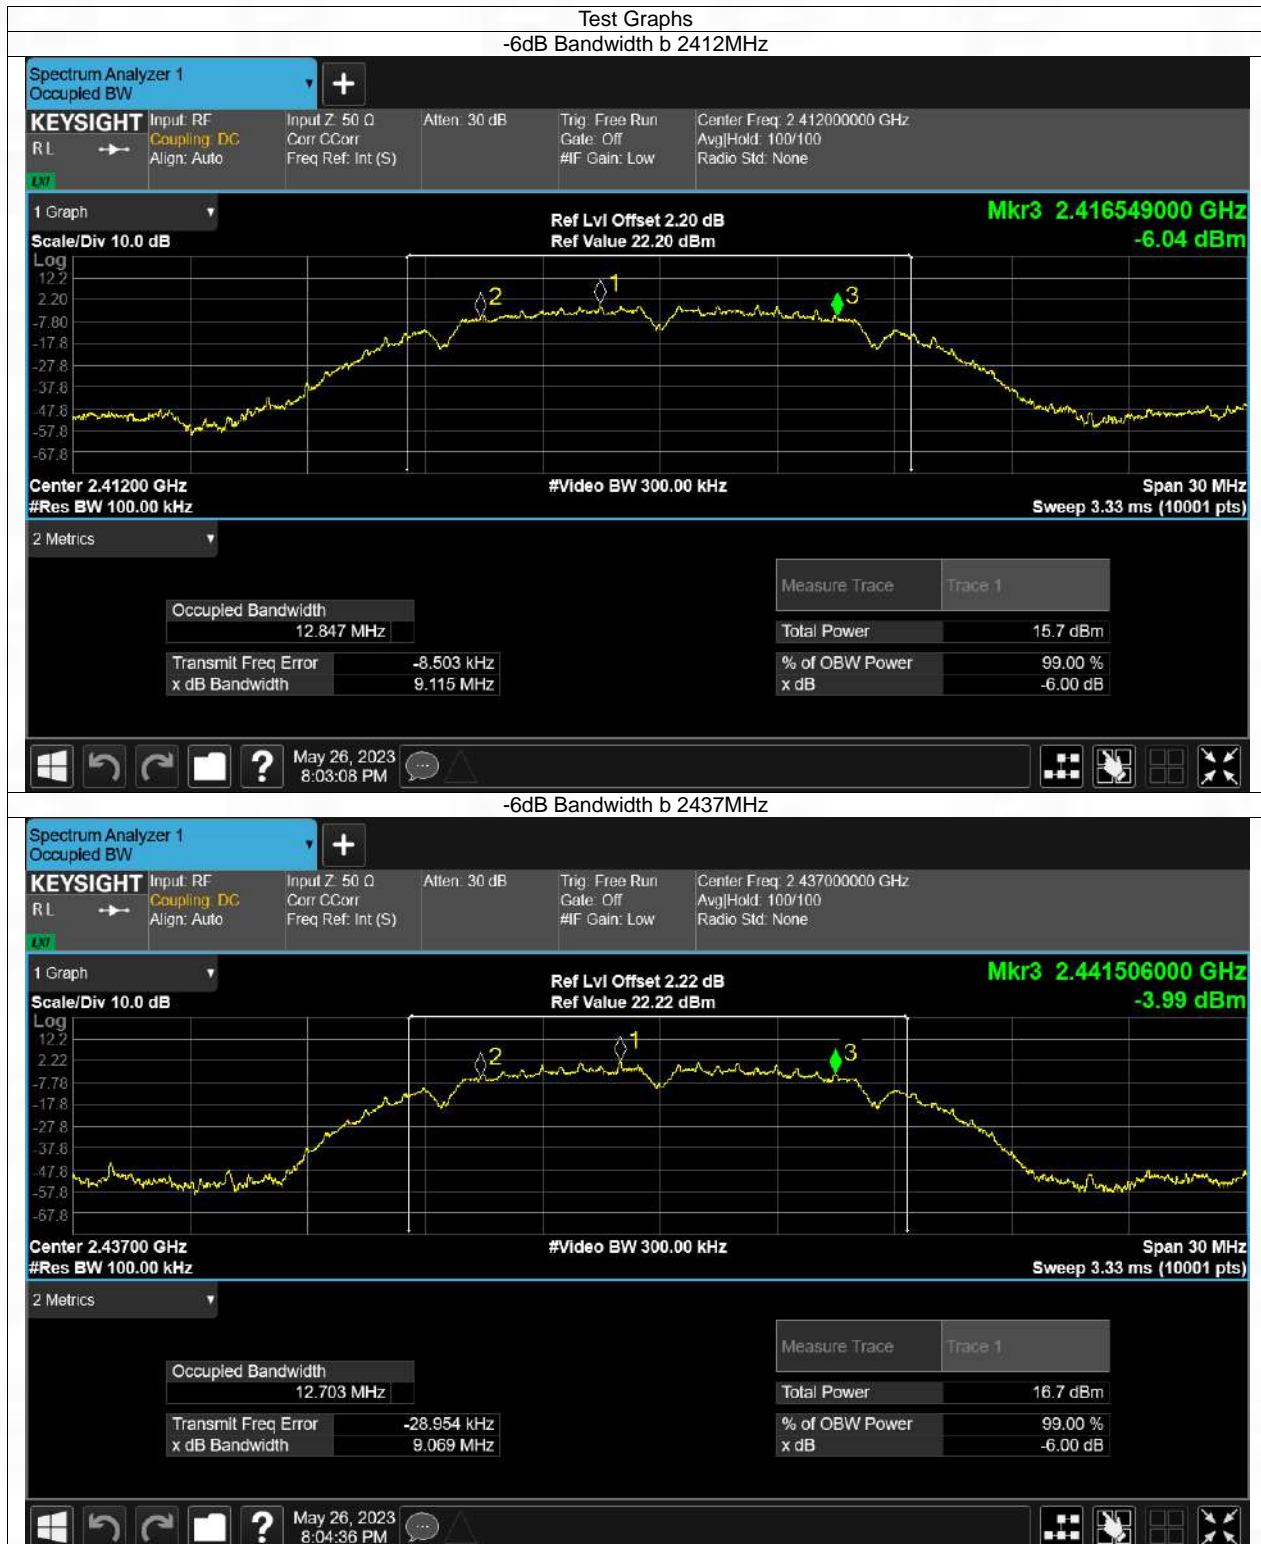 Test Graphs
-6dB Bandwidth b 2412MHz
Spectrum Analyzer 1
Occupied BW
KEYSIGHT Input: RF Input Z: 50 Ω Atten: 30 dB Trig: Free Run Center Freq: 2.412000000 GHz
RL Coupling: DC Corr CCorr Gate: Off Avg|Hold: 100/100
Align: Auto Freq Ref: Int (S) #IF Gain: Low Radio Std: None
LXI
1 Graph Ref Lvl Offset 2.20 dB Mkr3 2.416549000 GHz
Scale/Div 10.0 dB Ref Value 22.20 dBm -6.04 dBm
Log
12.2
2.20
-7.80
-17.8
-27.8
-37.8
-47.8
-57.8
-67.8
2 1 3
Center 2.41200 GHz #Video BW 300.00 kHz Span 30 MHz
#Res BW 100.00 kHz Sweep 3.33 ms (10001 pts)
2 Metrics
Measure Trace Trace 1
Occupied Bandwidth
12.847 MHz Total Power 15.7 dBm
Transmit Freq Error -8.503 kHz % of OBW Power 99.00 %
x dB Bandwidth 9.115 MHz x dB -6.00 dB
? May 26, 2023
8:03:08 PM
-6dB Bandwidth b 2437MHz
Spectrum Analyzer 1
Occupied BW
KEYSIGHT Input: RF Input Z: 50 Ω Atten: 30 dB Trig: Free Run Center Freq: 2.437000000 GHz
RL Coupling: DC Corr CCorr Gate: Off Avg|Hold: 100/100
Align: Auto Freq Ref: Int (S) #IF Gain: Low Radio Std: None
LXI
1 Graph Ref Lvl Offset 2.22 dB Mkr3 2.441506000 GHz
Scale/Div 10.0 dB Ref Value 22.22 dBm -3.99 dBm
Log
12.2
2.22
-7.78
-17.8
-27.8
-37.8
-47.8
-57.8
-67.8
2 1 3
Center 2.43700 GHz #Video BW 300.00 kHz Span 30 MHz
#Res BW 100.00 kHz Sweep 3.33 ms (10001 pts)
2 Metrics
Measure Trace Trace 1
Occupied Bandwidth
12.703 MHz Total Power 16.7 dBm
Transmit Freq Error -28.954 kHz % of OBW Power 99.00 %
x dB Bandwidth 9.069 MHz x dB -6.00 dB
? May 26, 2023
8:04:36 PM